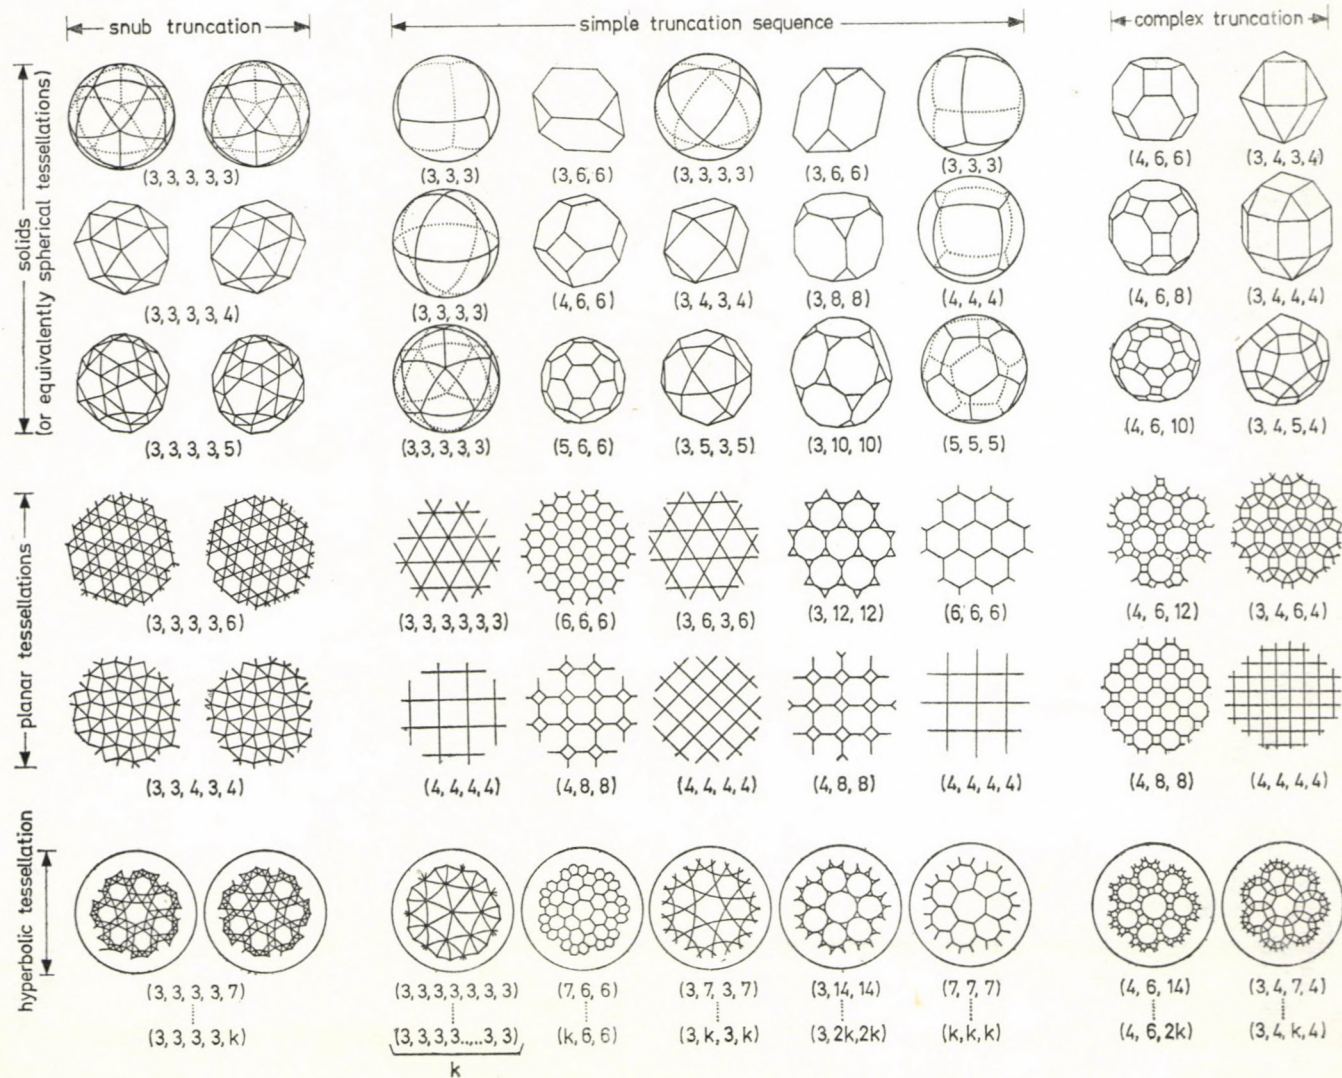 snub truncation
simple truncation sequence
complex truncation
solids
(or equivalently spherical tessellations)
(3, 3, 3, 3, 3)
(3, 3, 3)
(3, 6, 6)
(3, 3, 3, 3)
(3, 6, 6)
(3, 3, 3)
(4, 6, 6)
(3, 4, 3, 4)
(3, 3, 3, 3, 4)
(3, 3, 3, 3)
(4, 6, 6)
(3, 4, 3, 4)
(3, 8, 8)
(4, 4, 4)
(4, 6, 8)
(3, 4, 4, 4)
(3, 3, 3, 3, 5)
(3,3, 3, 3, 3)
(5, 6, 6)
(3, 5, 3, 5)
(3, 10, 10)
(5, 5, 5)
(4, 6, 10)
(3, 4, 5, 4)
planar tessellations
(3, 3, 3, 3, 6)
(3, 3, 3, 3, 3, 3)
(6, 6, 6)
(3, 6, 3, 6)
(3, 12, 12)
(6, 6, 6)
(4, 6, 12)
(3, 4, 6, 4)
(3, 3, 4, 3, 4)
(4, 4, 4, 4)
(4, 8, 8)
(4, 4, 4, 4)
(4, 8, 8)
(4, 4, 4, 4)
(4, 8, 8)
(4, 4, 4, 4)
hyperbolic tessellation
(3, 3, 3, 3, 7)
(3, 3, 3, 3, 3, 3, 3)
(7, 6, 6)
(3, 7, 3, 7)
(3, 14, 14)
(7, 7, 7)
(4, 6, 14)
(3, 4, 7, 4)
(3, 3, 3, 3, k)
(3, 3, 3, 3..,..3, 3)
(k, 6, 6)
(3, k, 3, k)
(3, 2k, 2k)
(k, k, k)
(4, 6, 2k)
(3, 4, k, 4)
k